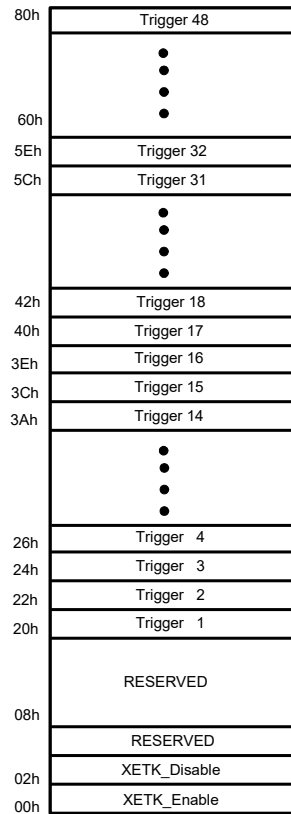 80h Trigger 48
60h
5Eh Trigger 32
5Ch Trigger 31
42h Trigger 18
40h Trigger 17
3Eh Trigger 16
3Ch Trigger 15
3Ah Trigger 14
26h Trigger 4
24h Trigger 3
22h Trigger 2
20h Trigger 1
RESERVED
08h
RESERVED
02h XETK_Disable
00h XETK_Enable